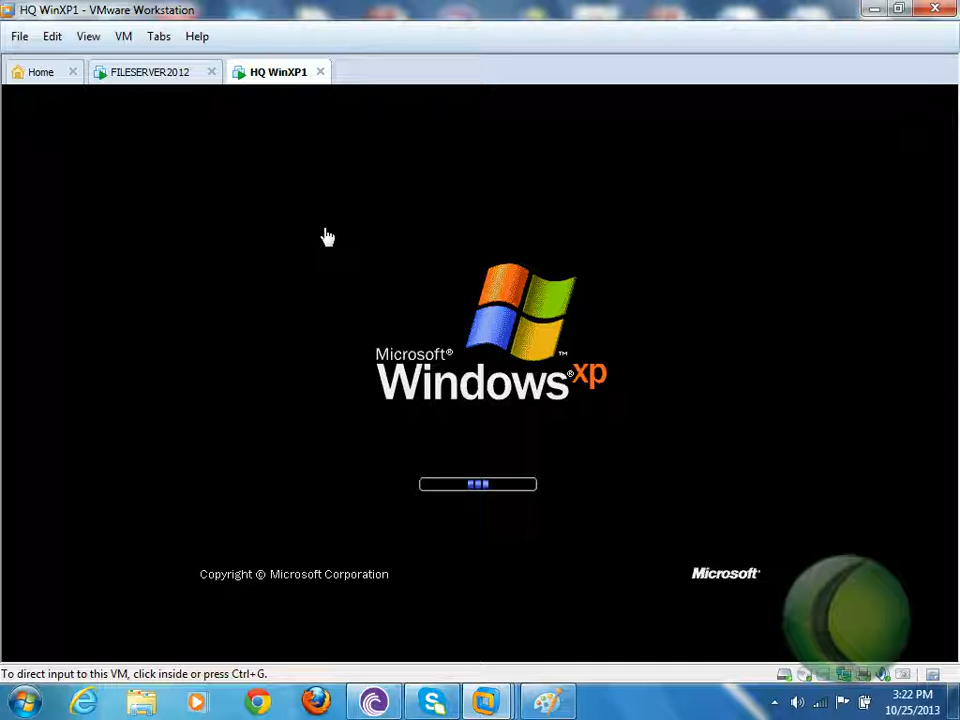 HQ WinXP1 - VMware Workstation
File Edit View VM Tabs Help
Home FILESERVER2012 HQ WinXP1
Microsoft®
Windows® xp ™
Copyright © Microsoft Corporation
Microsoft®
To direct input to this VM, click inside or press Ctrl+G.
3:22 PM
10/25/2013